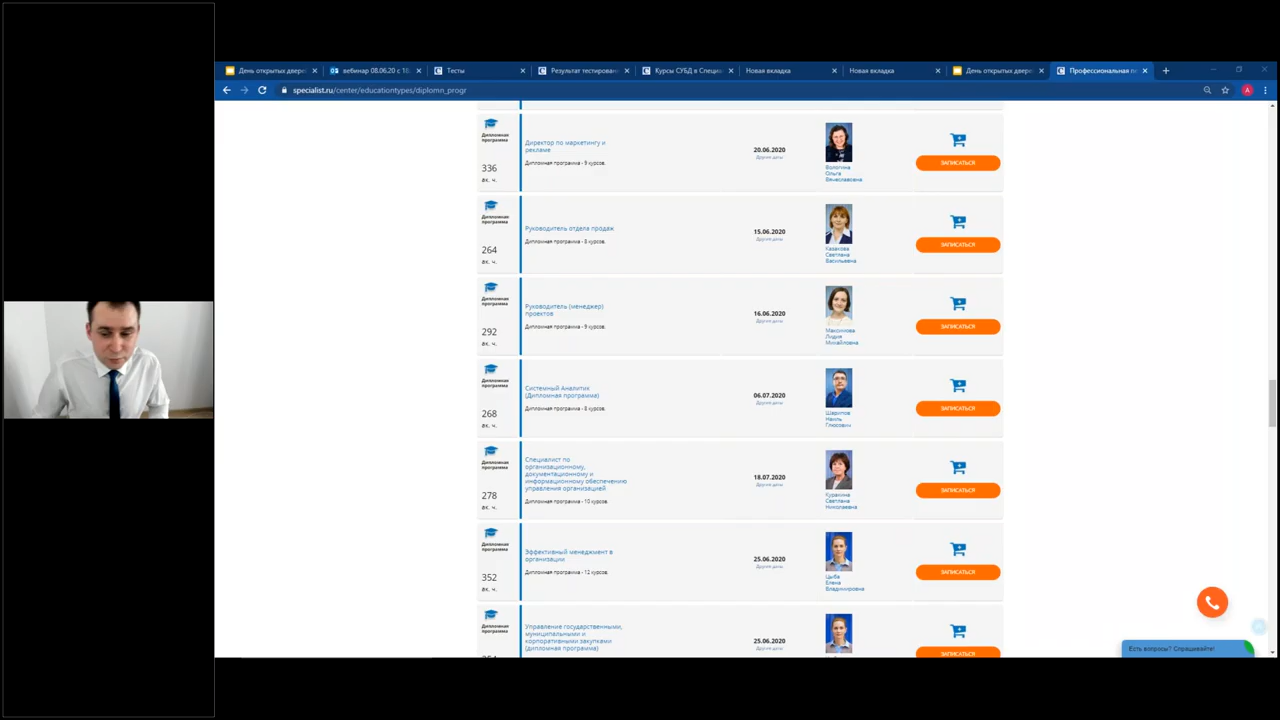 День открытых двере
вебинар 08.06.20 с 18
Тесты
Результат тестирован
Курсы СУБД в Специа
Новая вкладка
Новая вкладка
День открытых двере
Профессиональная п
specialist.ru/center/educationtypes/diplomn_progr
Дипломная
программа
336
ак. ч.
Директор по маркетингу и
рекламе
Дипломная программа - 9 курсов.
20.06.2020
Другие даты
Вологина
Ольга
Вячеславовна
ЗАПИСАТЬСЯ
Дипломная
программа
264
ак. ч.
Руководитель отдела продаж
Дипломная программа - 8 курсов.
15.06.2020
Другие даты
Казакова
Светлана
Васильевна
ЗАПИСАТЬСЯ
Дипломная
программа
292
ак. ч.
Руководитель (менеджер)
проектов
Дипломная программа - 9 курсов.
16.06.2020
Другие даты
Максимова
Лидия
Михайловна
ЗАПИСАТЬСЯ
Дипломная
программа
268
ак. ч.
Системный Аналитик
(Дипломная программа)
Дипломная программа - 8 курсов.
06.07.2020
Другие даты
Шарипов
Наиль
Глюсович
ЗАПИСАТЬСЯ
Дипломная
программа
278
ак. ч.
Специалист по
организационному,
документационному и
информационному обеспечению
управления организацией
Дипломная программа - 10 курсов.
18.07.2020
Другие даты
Куракина
Светлана
Николаевна
ЗАПИСАТЬСЯ
Дипломная
программа
352
ак. ч.
Эффективный менеджмент в
организации
Дипломная программа - 12 курсов.
25.06.2020
Другие даты
Цыба
Елена
Владимировна
ЗАПИСАТЬСЯ
Дипломная
программа
Управление государственными,
муниципальными и
корпоративными закупками
(дипломная программа)
25.06.2020
Другие даты
ЗАПИСАТЬСЯ
Есть вопросы? Спрашивайте!